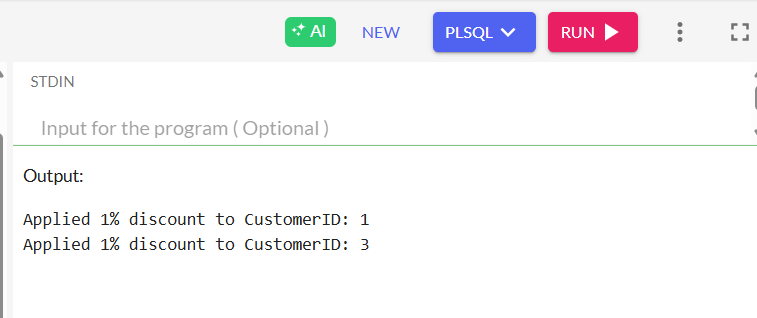 AI NEW PLSQL RUN
STDIN
Input for the program ( Optional )
Output:
Applied 1% discount to CustomerID: 1
Applied 1% discount to CustomerID: 3